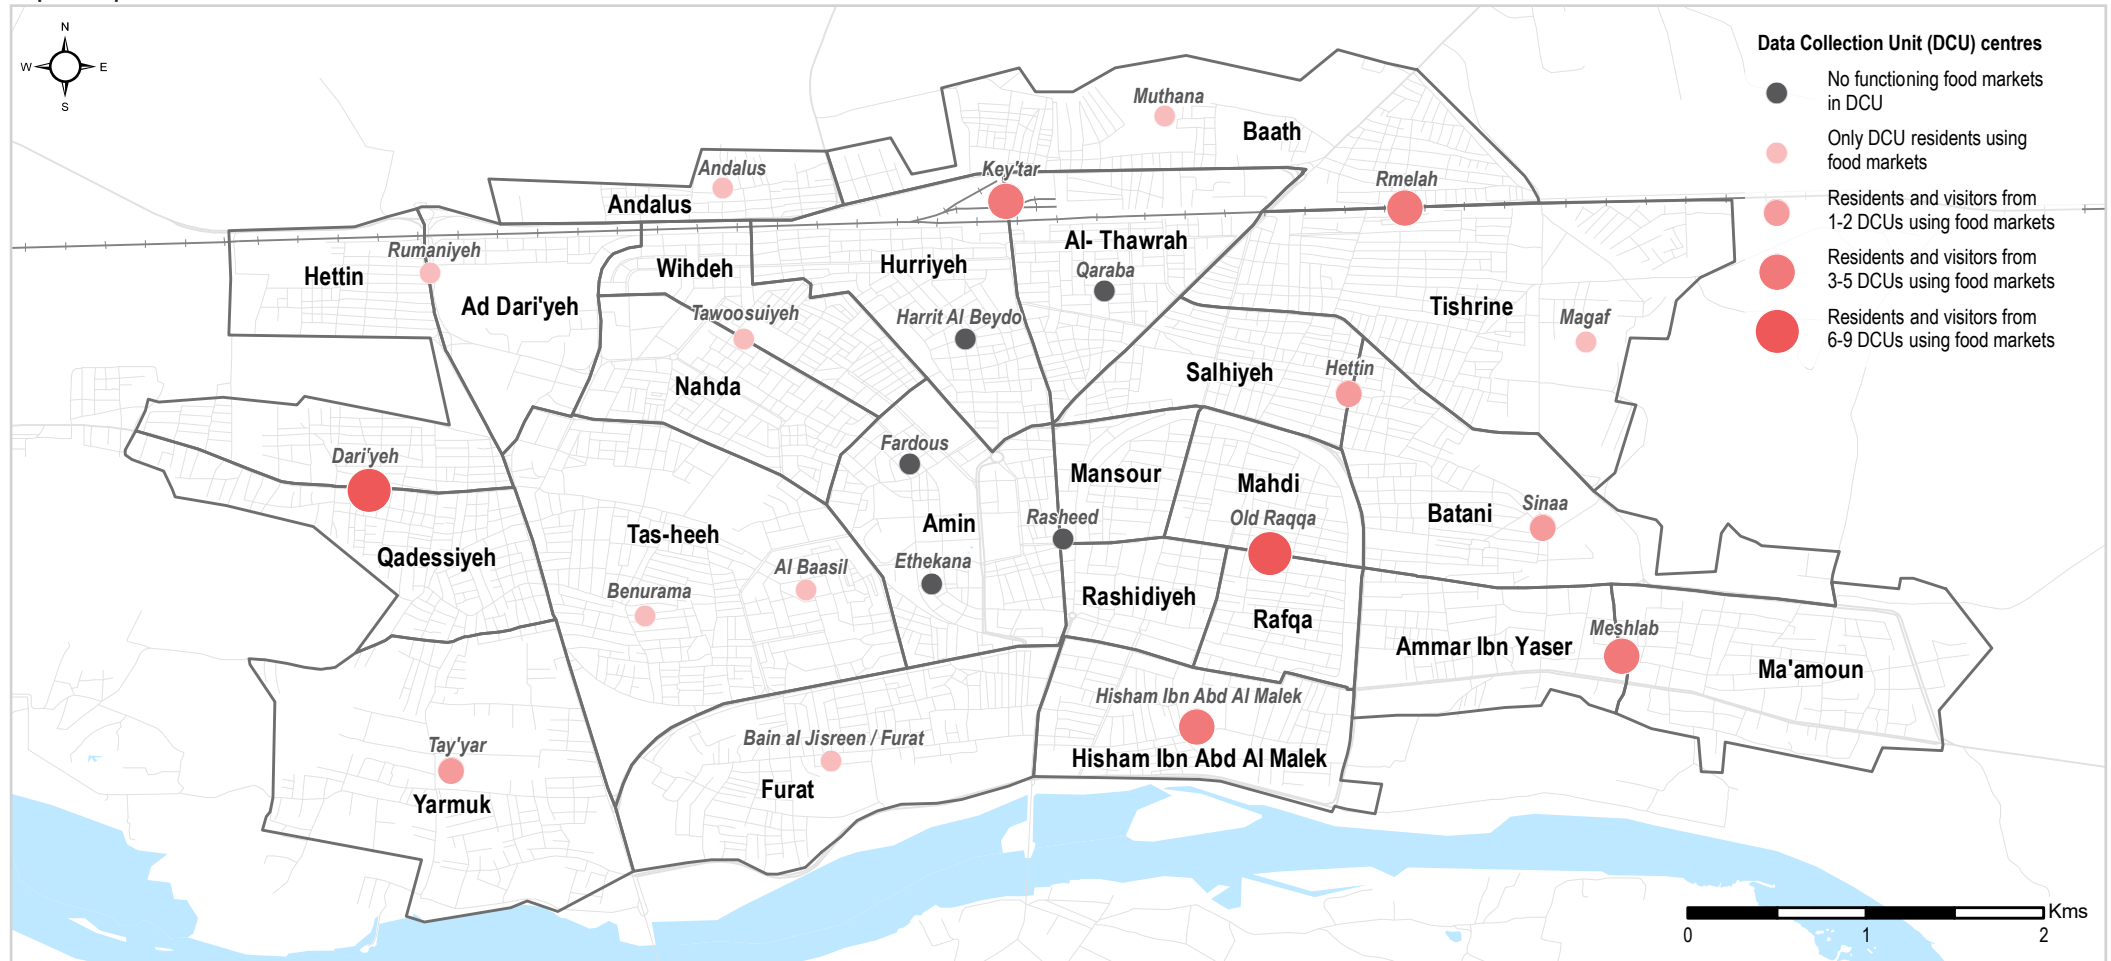 N
W
E
S
Data Collection Unit (DCU) centres
No functioning food markets
in DCU
Only DCU residents using
food markets
Residents and visitors from
1-2 DCUs using food markets
Residents and visitors from
3-5 DCUs using food markets
Residents and visitors from
6-9 DCUs using food markets
Muthana
Baath
Andalus
Andalus
Key'tar
Rmelah
Rumaniyeh
Hettin
Ad Dari'yeh
Wihdeh
Hurriyeh
Al- Thawrah
Qaraba
Tishrine
Magaf
Tawoosuiyeh
Harrit Al Beydo
Nahda
Salhiyeh
Hettin
Dari'yeh
Fardous
Mansour
Mahdi
Old Raqqa
Batani
Sinaa
Qadessiyeh
Tas-heeh
Amin
Rasheed
Ethekana
Al Baasil
Benurama
Rashidiyeh
Rafqa
Ammar Ibn Yaser
Meshlab
Ma'amoun
Hisham Ibn Abd Al Malek
Hisham Ibn Abd Al Malek
Bain al Jisreen / Furat
Furat
Tay'yar
Yarmuk
Kms
0
1
2